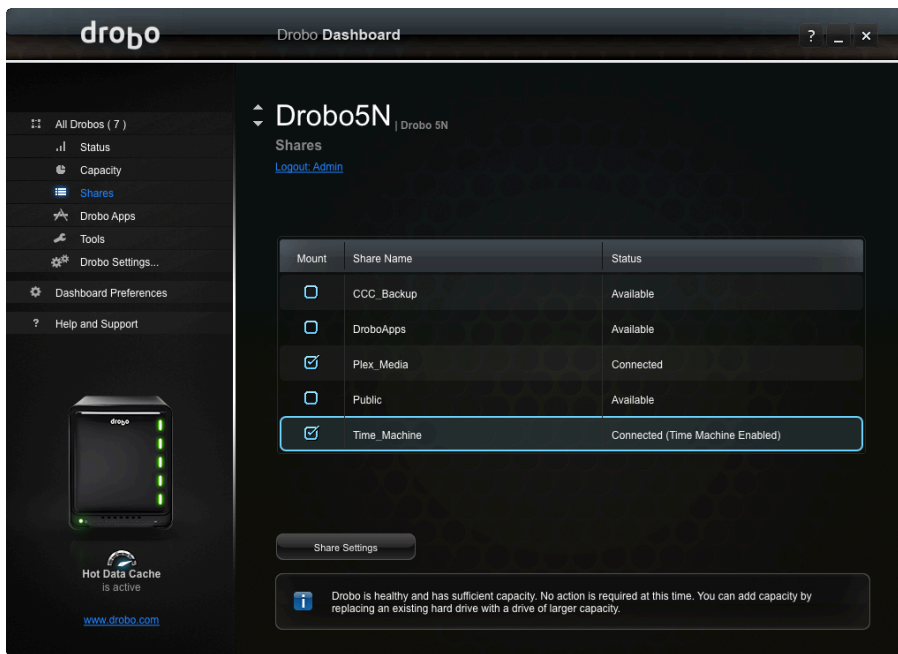 drobo
Drobo Dashboard
? _ ×
All Drobos ( 7 )
Status
Capacity
Shares
Drobo Apps
Tools
Drobo Settings...
Dashboard Preferences
? Help and Support
drobo
Hot Data Cache
is active
www.drobo.com
Drobo5N | Drobo 5N
Shares
Logout: Admin
Mount Share Name Status
CCC_Backup Available
DroboApps Available
Plex_Media Connected
Public Available
Time_Machine Connected (Time Machine Enabled)
Share Settings
i
Drobo is healthy and has sufficient capacity. No action is required at this time. You can add capacity by
replacing an existing hard drive with a drive of larger capacity.